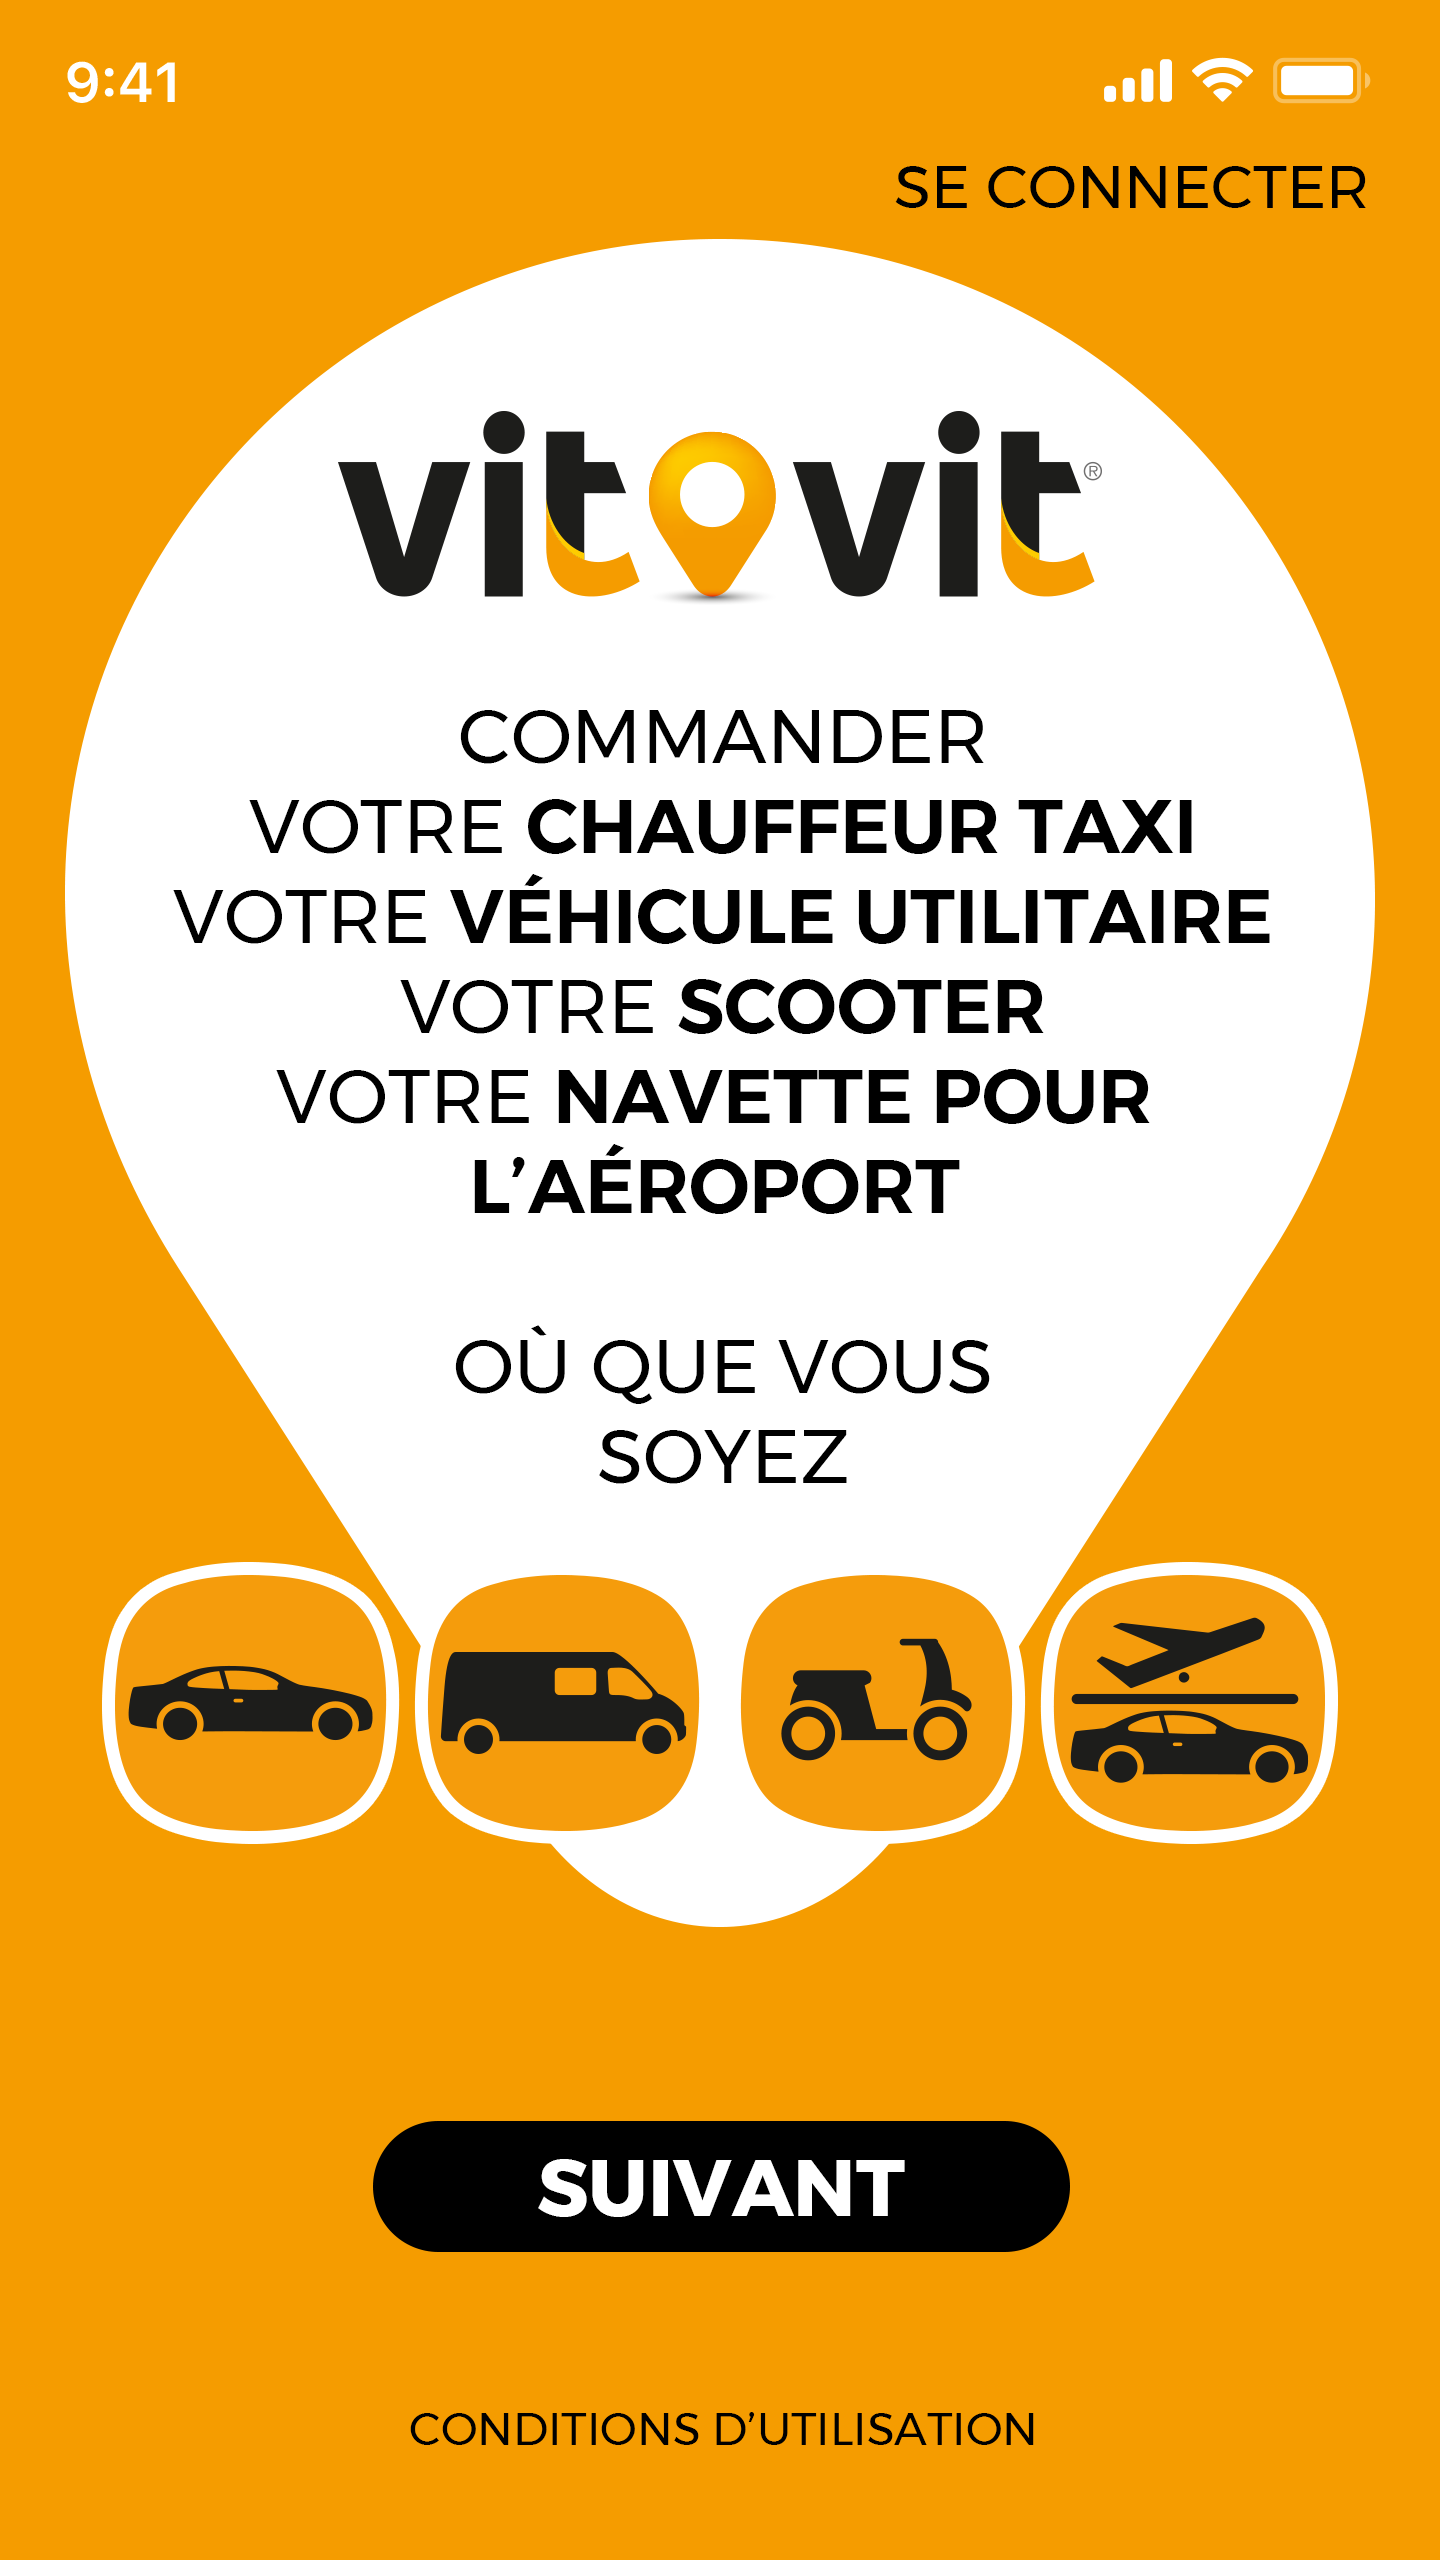 9:41
SE CONNECTER
vitovit®
COMMANDER
VOTRE CHAUFFEUR TAXI
VOTRE VÉHICULE UTILITAIRE
VOTRE SCOOTER
VOTRE NAVETTE POUR
L’AÉROPORT
OÙ QUE VOUS
SOYEZ
SUIVANT
CONDITIONS D’UTILISATION